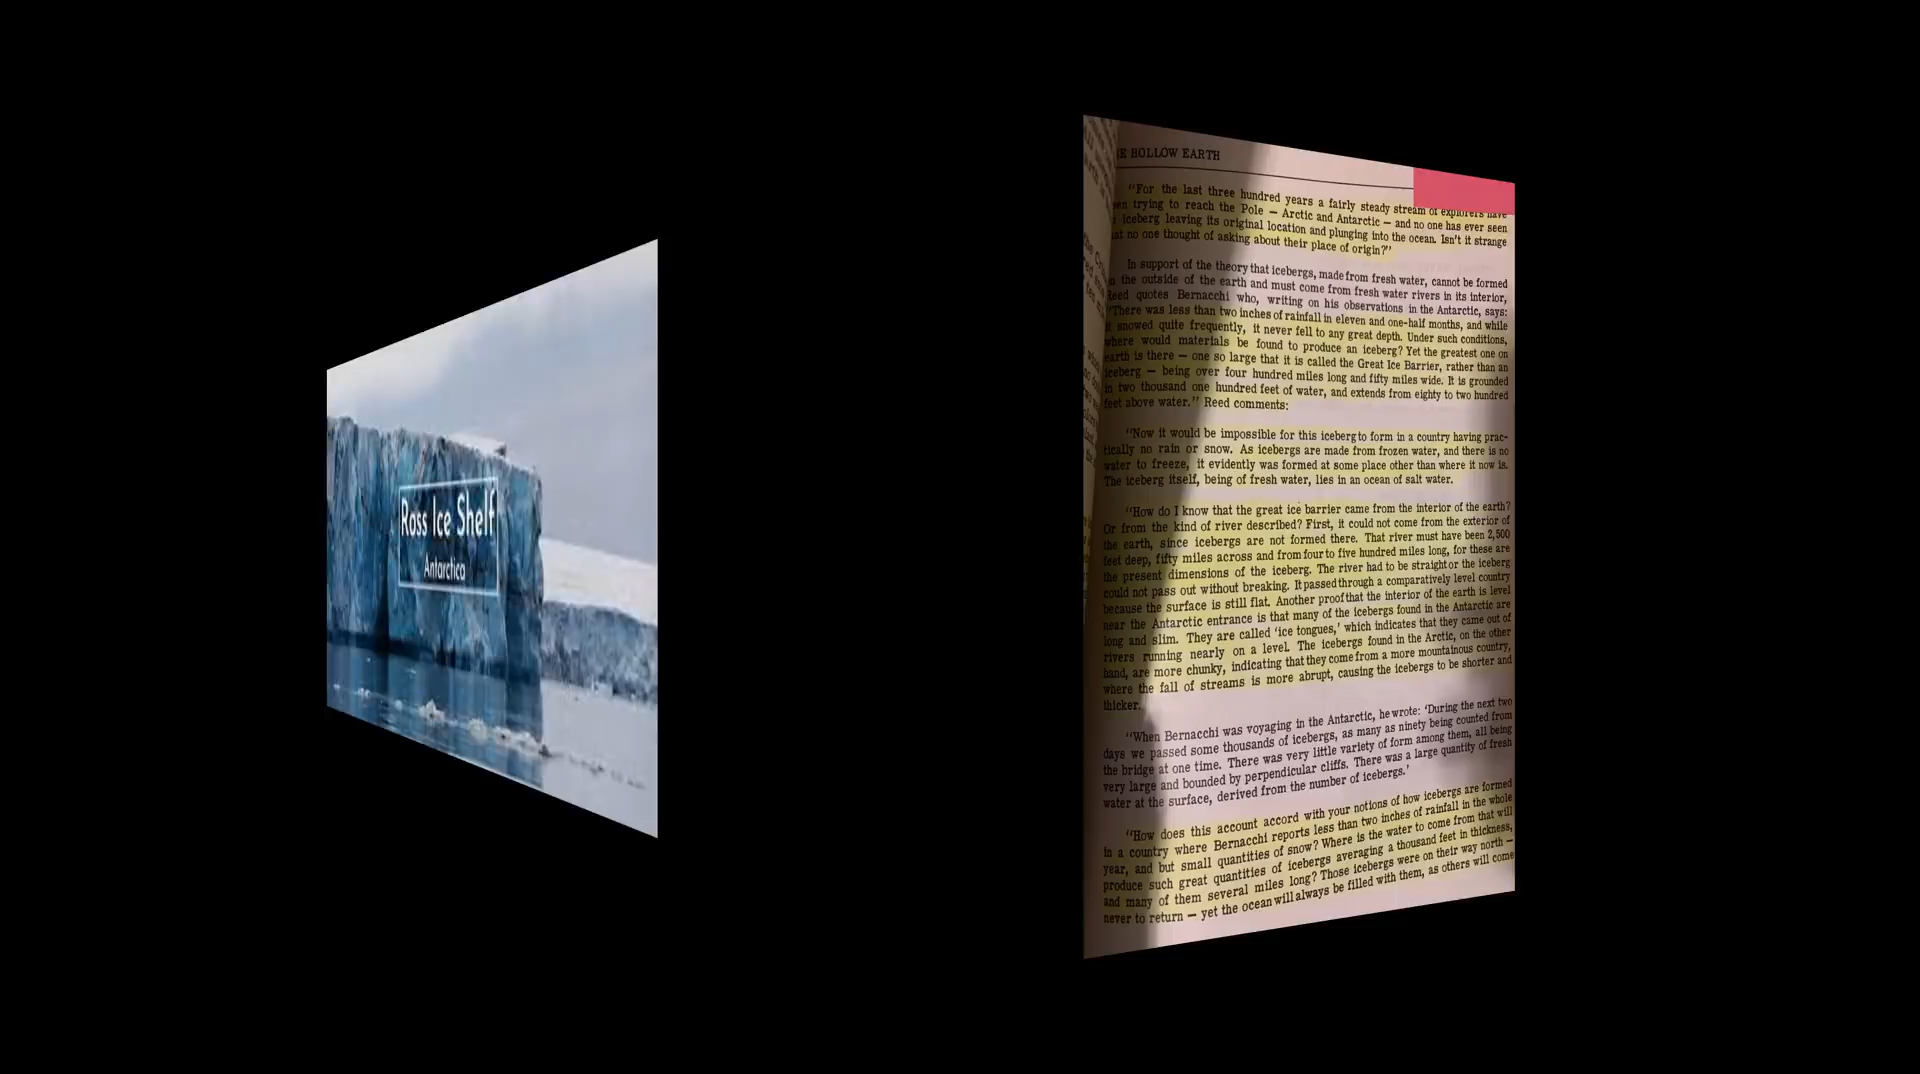 Ross Ice Shelf
Antarctica
HOLLOW EARTH
"For the last three hundred years a fairly steady stream of explorers have
trying to reach the Pole — Arctic and Antarctic — and no one has ever seen
iceberg leaving its original location and plunging into the ocean. Isn't it strange
no one thought of asking about their place of origin?"
In support of the theory that icebergs, made from fresh water, cannot be formed
the outside of the earth and must come from fresh water rivers in its interior,
Reed quotes Bernacchi who, writing on his observations in the Antarctic, says:
"There was less than two inches of rainfall in eleven and one-half months, and while
it snowed quite frequently, it never fell to any great depth. Under such conditions,
where would materials be found to produce an iceberg? Yet the greatest one on
earth is there — one so large that it is called the Great Ice Barrier, rather than an
iceberg — being over four hundred miles long and fifty miles wide. It is grounded
in two thousand one hundred feet of water, and extends from eighty to two hundred
feet above water." Reed comments:
"Now it would be impossible for this iceberg to form in a country having prac-
tically no rain or snow. As icebergs are made from frozen water, and there is no
water to freeze, it evidently was formed at some place other than where it now is.
The iceberg itself, being of fresh water, lies in an ocean of salt water.
"How do I know that the great ice barrier came from the interior of the earth?
Or from the kind of river described? First, it could not come from the exterior of
the earth, since icebergs are not formed there. That river must have been 2,500
feet deep, fifty miles across and from four to five hundred miles long, for these are
the present dimensions of the iceberg. The river had to be straight or the iceberg
could not pass out without breaking. It passed through a comparatively level country
because the surface is still flat. Another proof that the interior of the earth is level
near the Antarctic entrance is that many of the icebergs found in the Antarctic are
long and slim. They are called 'ice tongues,' which indicates that they came out of
rivers running nearly on a level. The icebergs found in the Arctic, on the other
hand, are more chunky, indicating that they come from a more mountainous country,
where the fall of streams is more abrupt, causing the icebergs to be shorter and
thicker.
"When Bernacchi was voyaging in the Antarctic, he wrote: 'During the next two
days we passed some thousands of icebergs, as many as ninety being counted from
the bridge at one time. There was very little variety of form among them, all being
very large and bounded by perpendicular cliffs. There was a large quantity of fresh
water at the surface, derived from the number of icebergs.'
"How does this account accord with your notions of how icebergs are formed
in a country where Bernacchi reports less than two inches of rainfall in the whole
year, and but small quantities of snow? Where is the water to come from that will
produce such great quantities of icebergs averaging a thousand feet in thickness,
and many of them several miles long? Those icebergs were on their way north —
never to return — yet the ocean will always be filled with them, as others will come